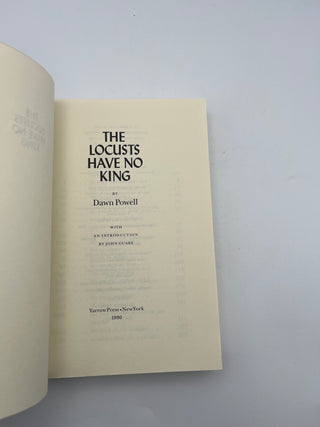 THE
LOCUSTS
HAVE NO
KING
BY
Dawn Powell
WITH
AN INTRODUCTION
BY JOHN GUARE
Yarrow Press • New York
1990